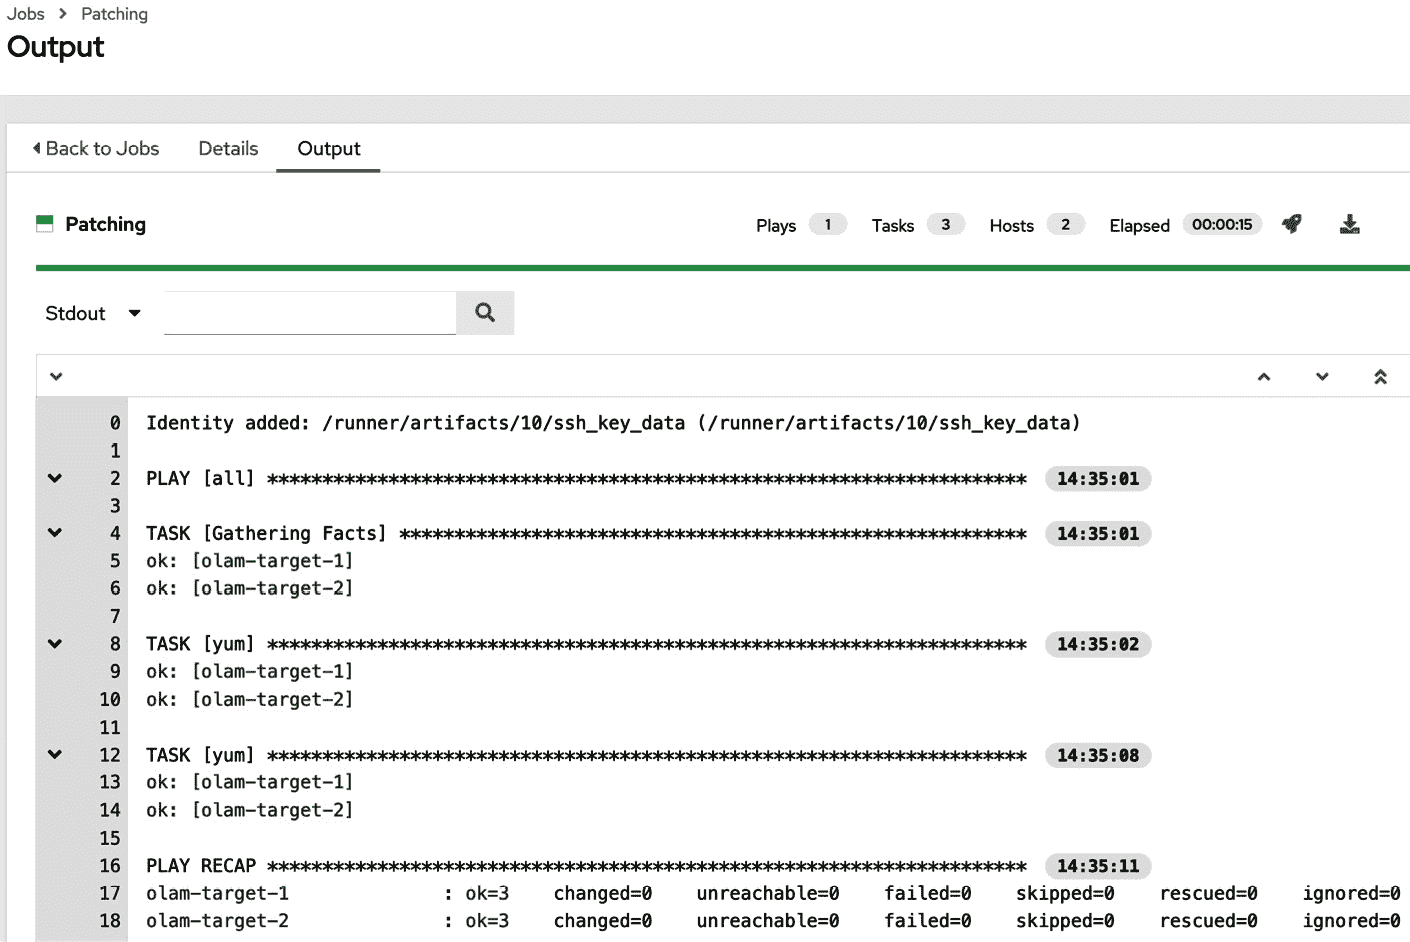 Jobs > Patching
Output
Back to Jobs Details Output
Patching Plays 1 Tasks 3 Hosts 2 Elapsed 00:00:15
Stdout
0 Identity added: /runner/artifacts/10/ssh_key_data (/runner/artifacts/10/ssh_key_data)
1
2 PLAY [all] ********************************************************************* 14:35:01
3
4 TASK [Gathering Facts] ********************************************************* 14:35:01
5 ok: [olam-target-1]
6 ok: [olam-target-2]
7
8 TASK [yum] ********************************************************************* 14:35:02
9 ok: [olam-target-1]
10 ok: [olam-target-2]
11
12 TASK [yum] ********************************************************************* 14:35:08
13 ok: [olam-target-1]
14 ok: [olam-target-2]
15
16 PLAY RECAP ********************************************************************* 14:35:11
17 olam-target-1 : ok=3 changed=0 unreachable=0 failed=0 skipped=0 rescued=0 ignored=0
18 olam-target-2 : ok=3 changed=0 unreachable=0 failed=0 skipped=0 rescued=0 ignored=0